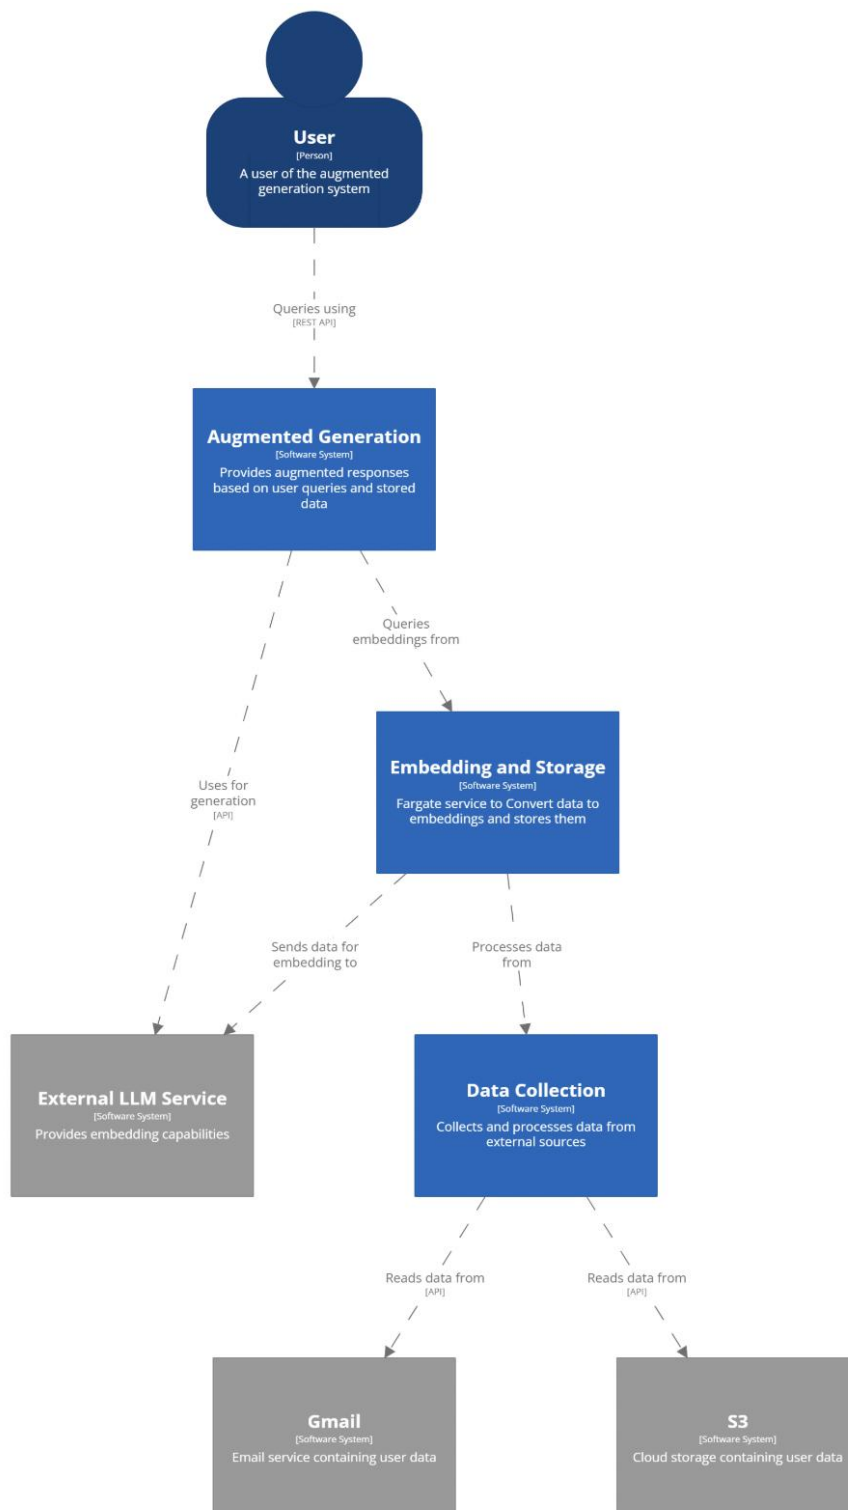 User
[Person]
A user of the augmented
generation system
Queries using
[REST API]
Augmented Generation
[Software System]
Provides augmented responses
based on user queries and stored
data
Queries
embeddings from
Embedding and Storage
[Software System]
Fargate service to Convert data to
embeddings and stores them
Uses for
generation
[API]
Sends data for
embedding to
Processes data
from
External LLM Service
[Software System]
Provides embedding capabilities
Data Collection
[Software System]
Collects and processes data from
external sources
Reads data from
[API]
Reads data from
[API]
Gmail
[Software System]
Email service containing user data
S3
[Software System]
Cloud storage containing user data